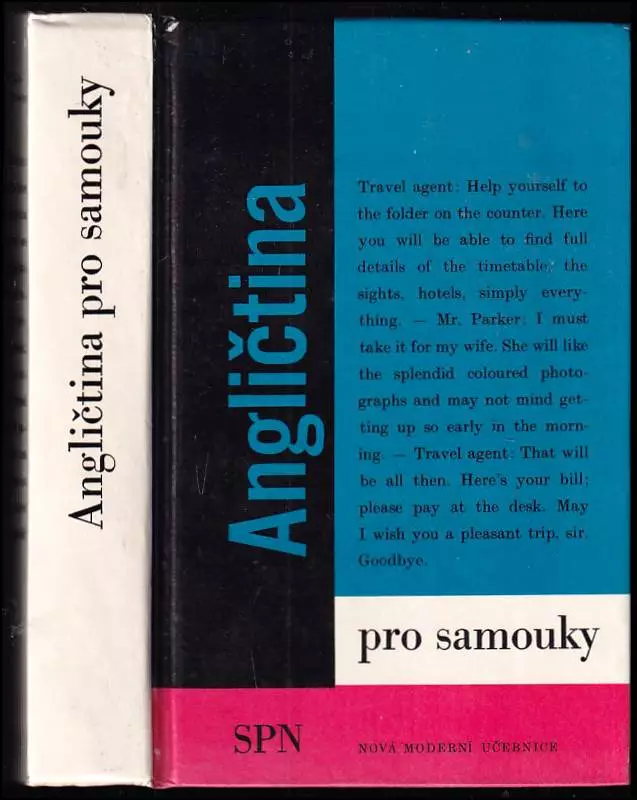 Angličtina pro samouky
Angličtina
Travel agent: Help yourself to
the folder on the counter. Here
you will be able to find full
details of the timetable, the
sights, hotels, simply every-
thing. — Mr. Parker: I must
take it for my wife. She will like
the splendid coloured photo-
graphs and may not mind get-
ting up so early in the morn-
ing. — Travel agent: That will
be all then. Here's your bill;
please pay at the desk. May
I wish you a pleasant trip, sir.
Goodbye.
pro samouky
SPN
NOVÁ MODERNÍ UČEBNICE